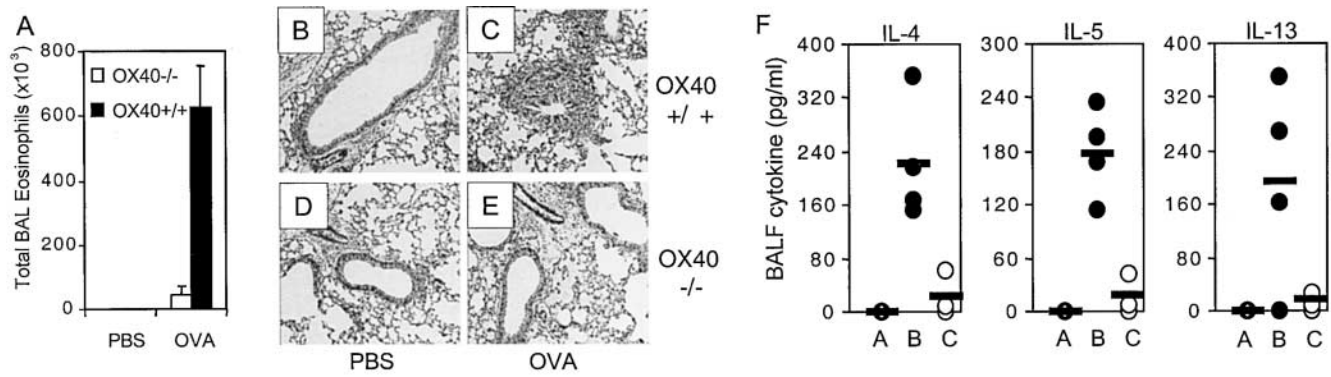 A
Total BAL Eosinophils (x10^-3)
800
600
400
200
0
OX40-/-
OX40+/+
PBS OVA
B
C
D
E
OX40
+/ +
OX40
-/-
PBS
OVA
F
BALF cytokine (pg/ml)
IL-4
400
320
240
160
80
0
A B C
IL-5
300
240
180
120
60
0
A B C
IL-13
400
320
240
160
80
0
A B C